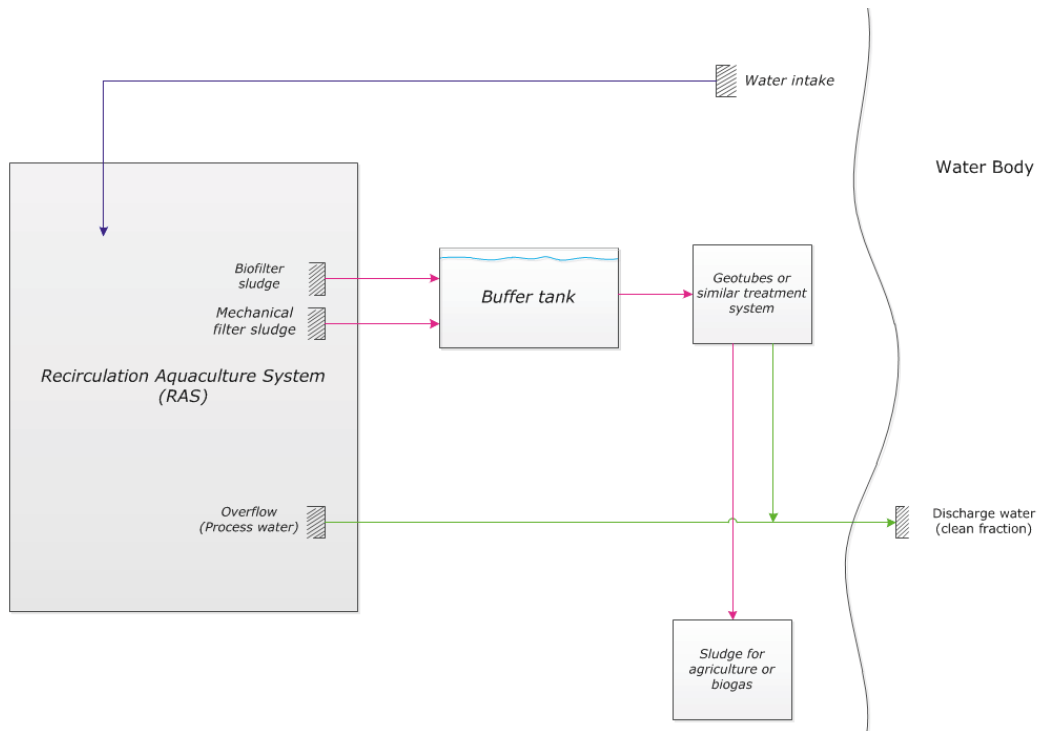 Water intake
Water Body
Biofilter
sludge
Mechanical
filter sludge
Buffer tank
Geotubes or
similar treatment
system
Recirculation Aquaculture System
(RAS)
Overflow
(Process water)
Discharge water
(clean fraction)
Sludge for
agriculture or
biogas